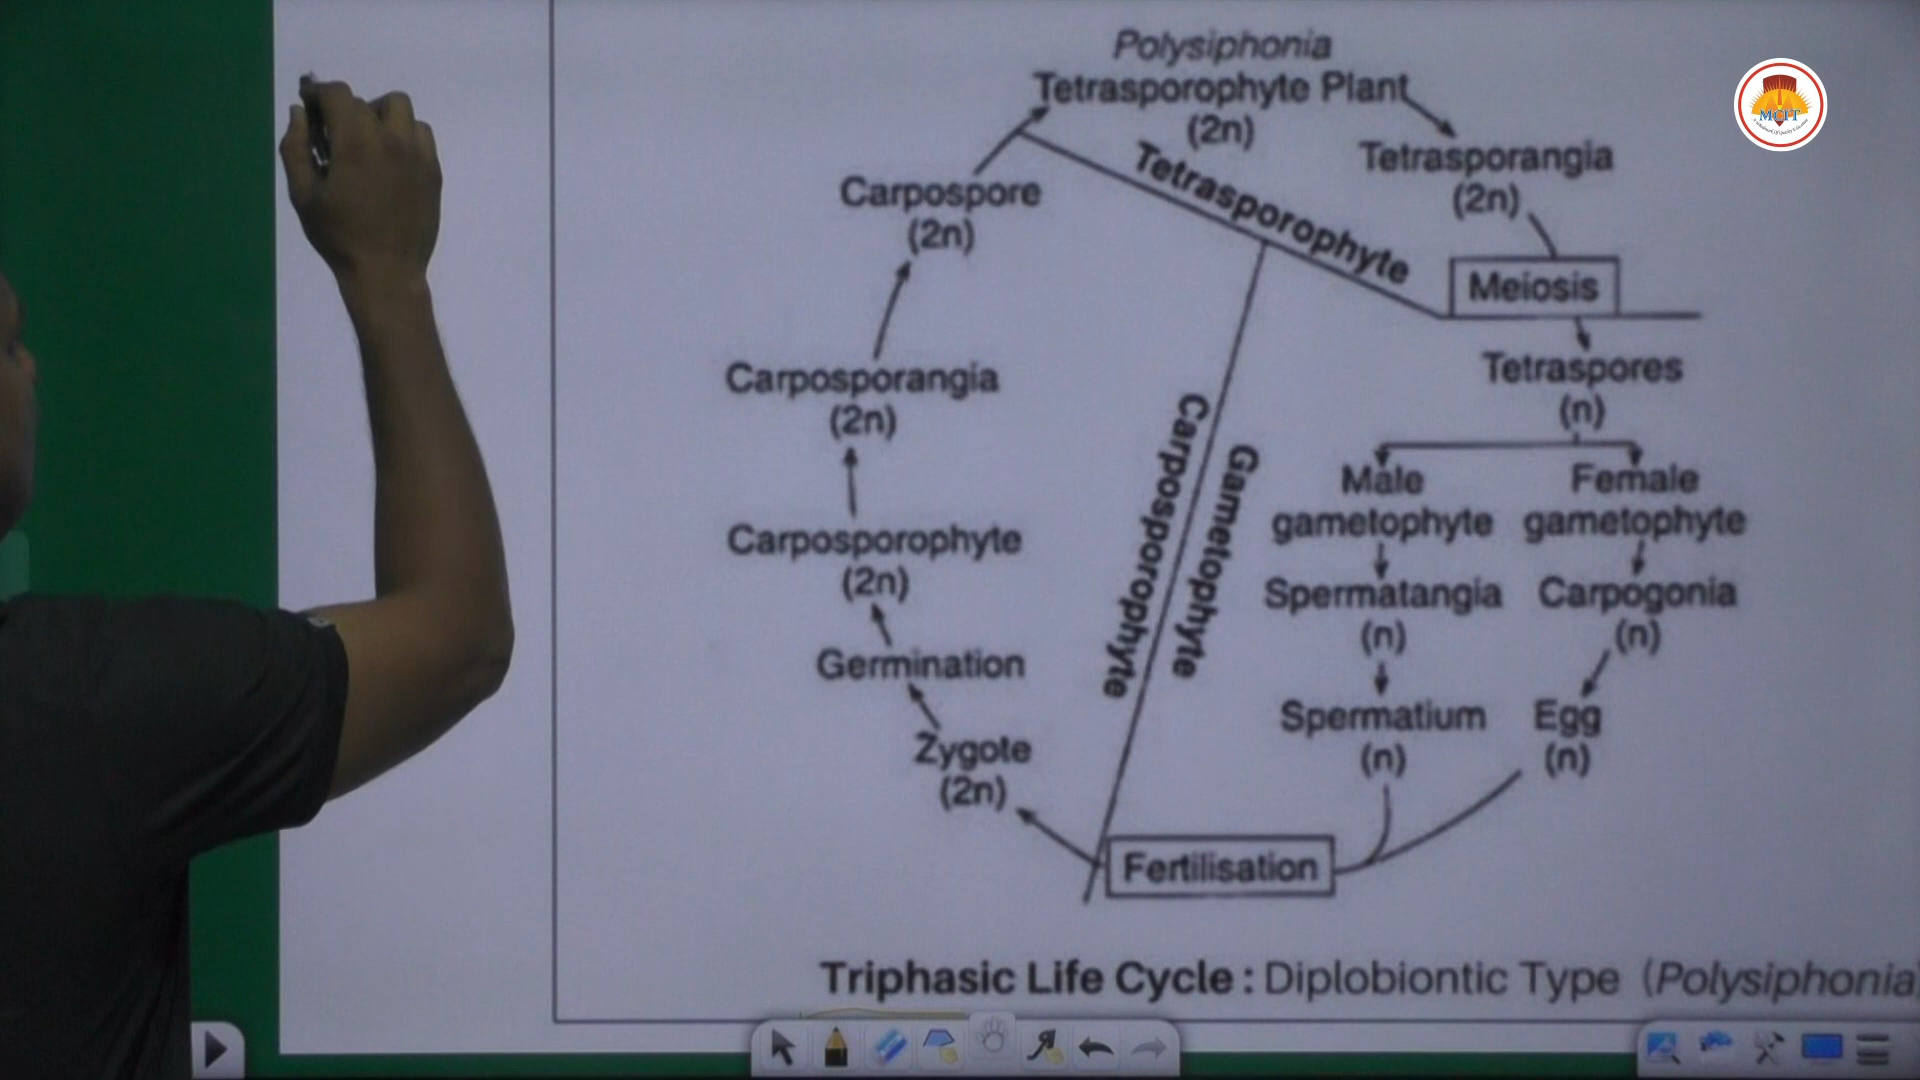 Polysiphonia
Tetrasporophyte Plant
(2n)
Tetrasporangia
(2n)
Meiosis
Tetraspores
(n)
Male gametophyte
Female gametophyte
Spermatangia
(n)
Carpogonia
(n)
Spermatium
(n)
Egg
(n)
Fertilisation
Zygote
(2n)
Germination
Carposporophyte
(2n)
Carposporangia
(2n)
Carpospore
(2n)
Tetrasporophyte
Carposporophyte
Gametophyte
Triphasic Life Cycle : Diplobiontic Type (Polysiphonia)